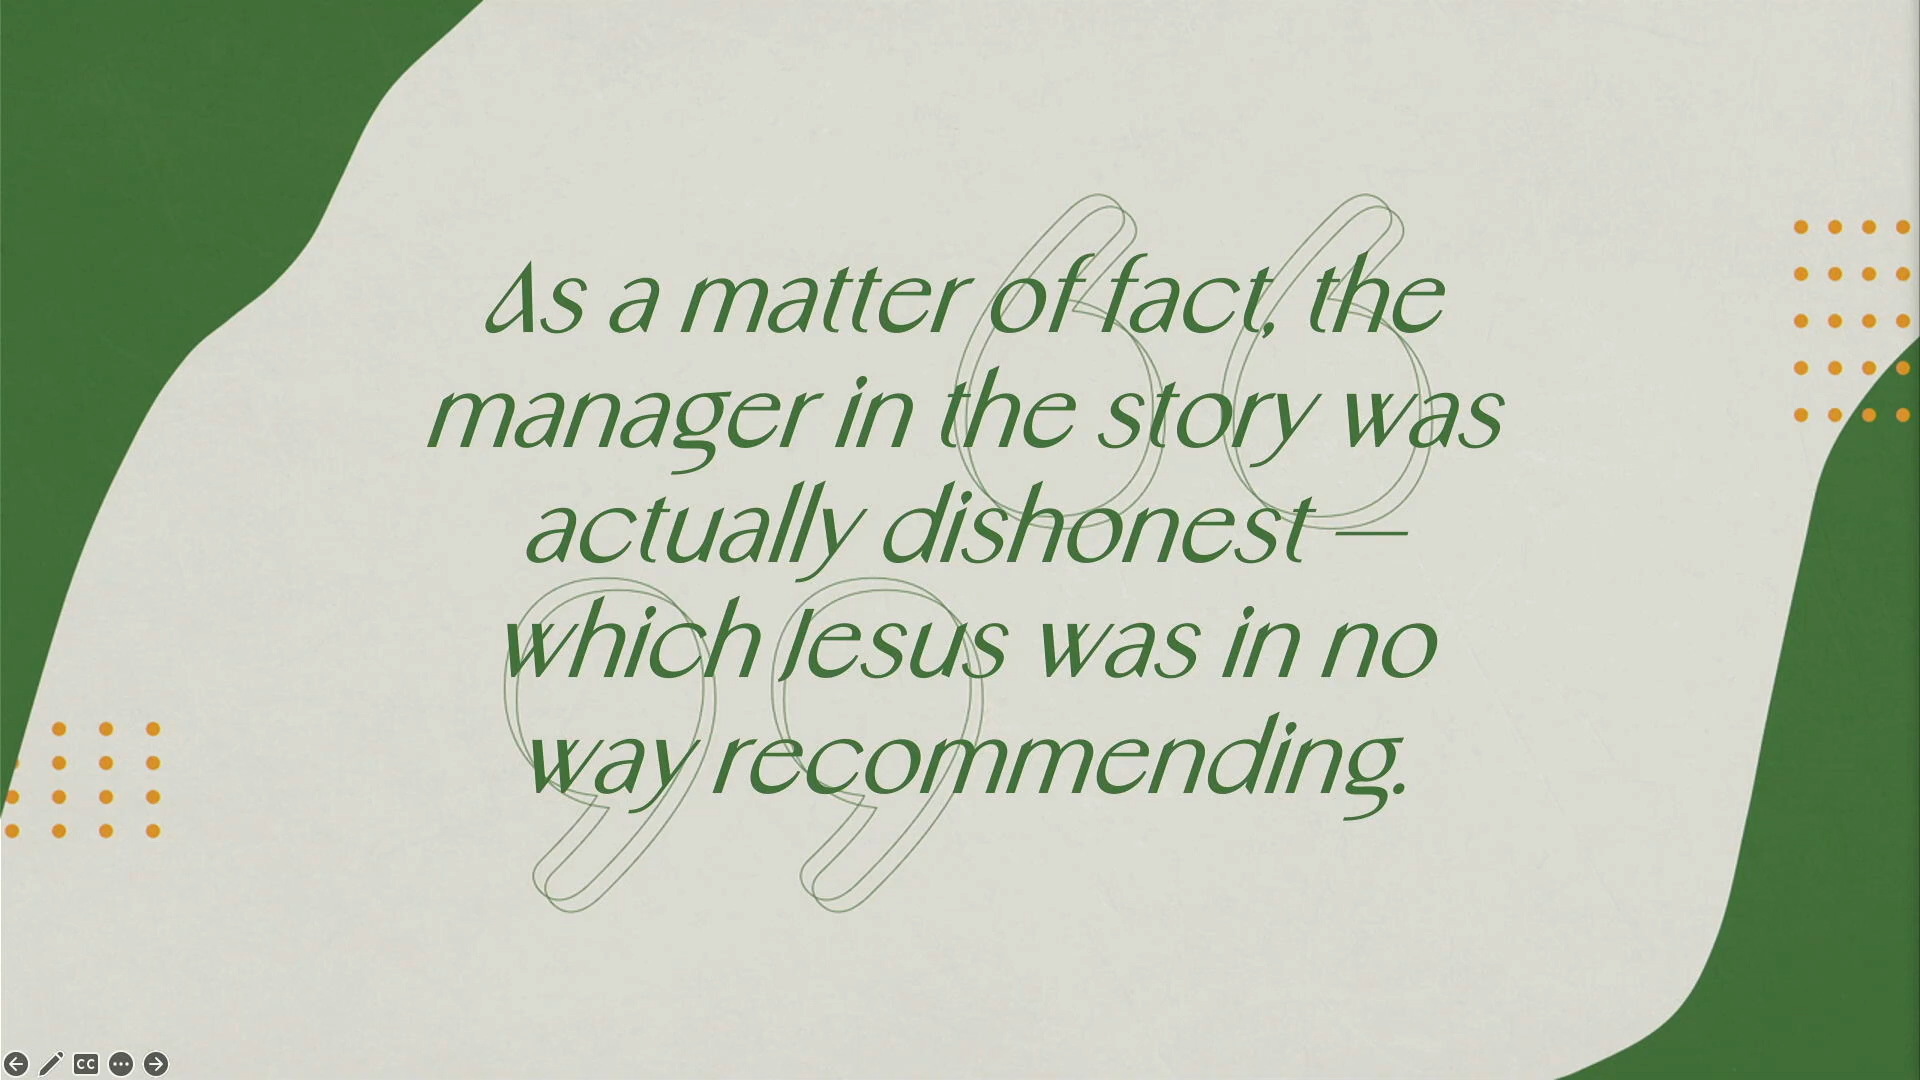 As a matter of fact, the
manager in the story was
actually dishonest —
which Jesus was in no
way recommending.
CC